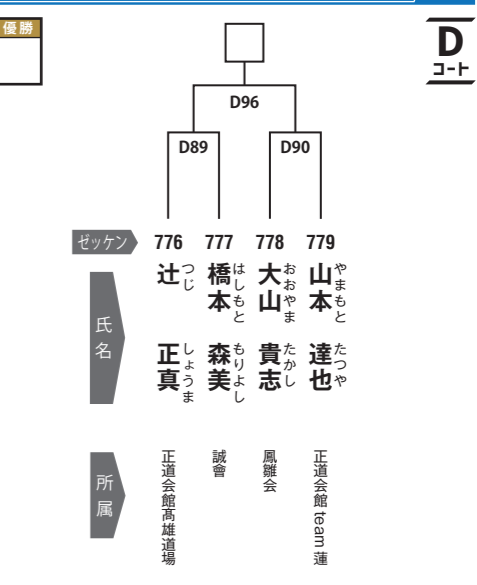 優勝
D
コート
D96
D89
D90
ゼッケン
776
777
778
779
氏名
辻 正真
つじ しょうま
橋本 森美
はしもと もりよし
大山 貴志
おおやま たかし
山本 達也
やまもと たつや
所属
正道会館髙雄道場
誠會
鳳雛会
正道会館 team 蓮